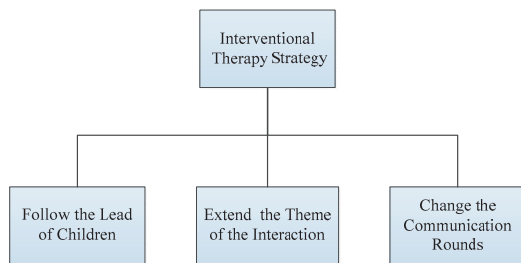 Interventional
Therapy Strategy
Follow the Lead
of Children
Extend the Theme
of the Interaction
Change the
Communication
Rounds